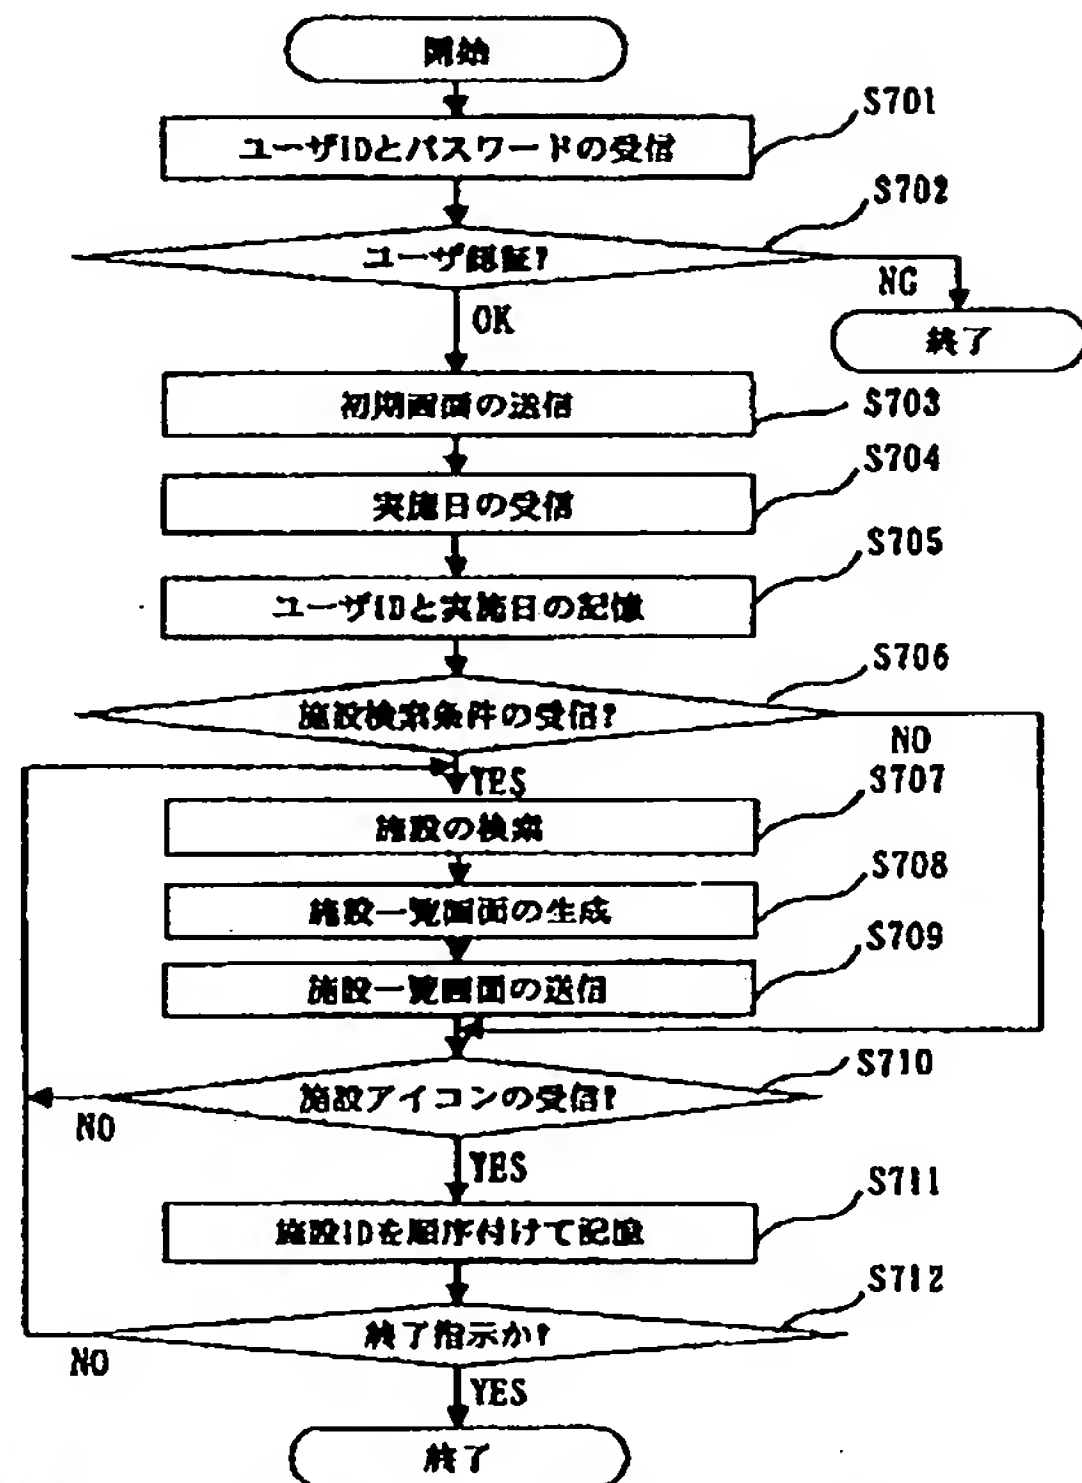 開始
S701
ユーザIDとパスワードの受信
S702
ユーザ認証?
NG
OK
終了
初期画面の送信
S703
S704
実施日の受信
S705
ユーザIDと実施日の記憶
S706
施設検索条件の受信?
NO
YES
S707
施設の検索
S708
施設一覧画面の生成
S709
施設一覧画面の送信
S710
施設アイコンの受信?
NO
YES
S711
施設IDを順序付けて記憶
S712
終了指示か?
NO
YES
終了